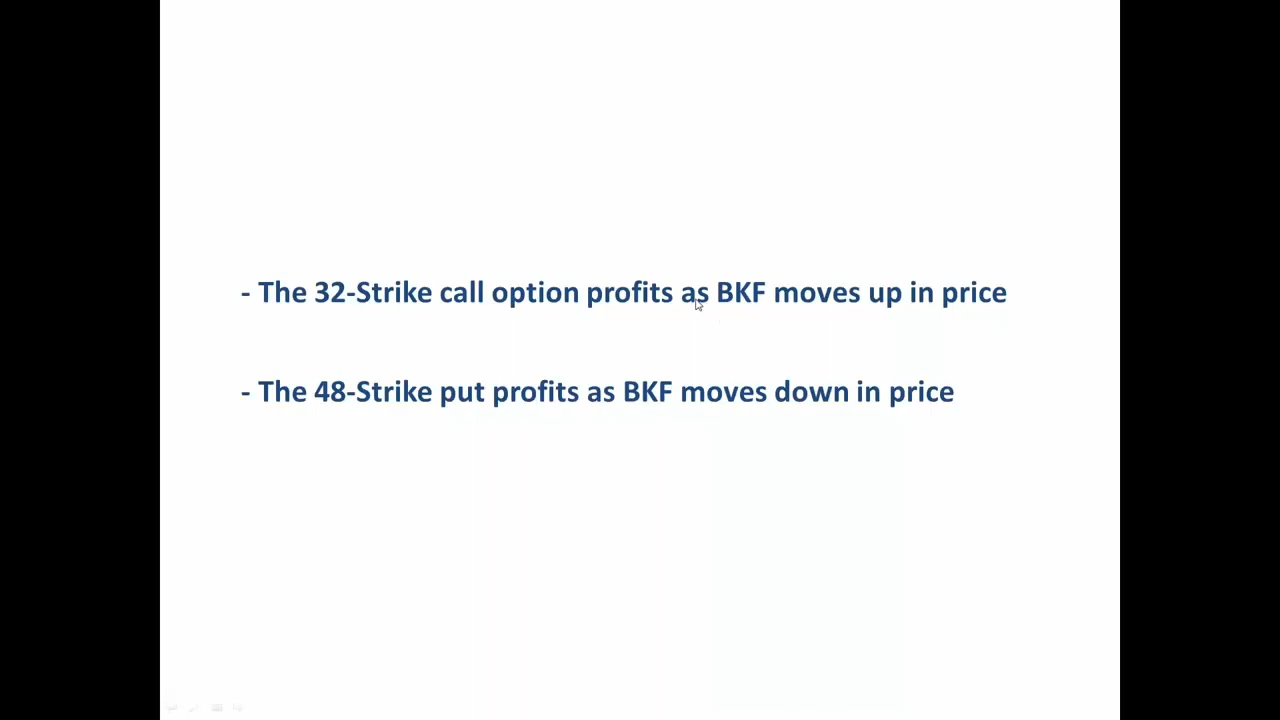 - The 32-Strike call option profits as BKF moves up in price
- The 48-Strike put profits as BKF moves down in price